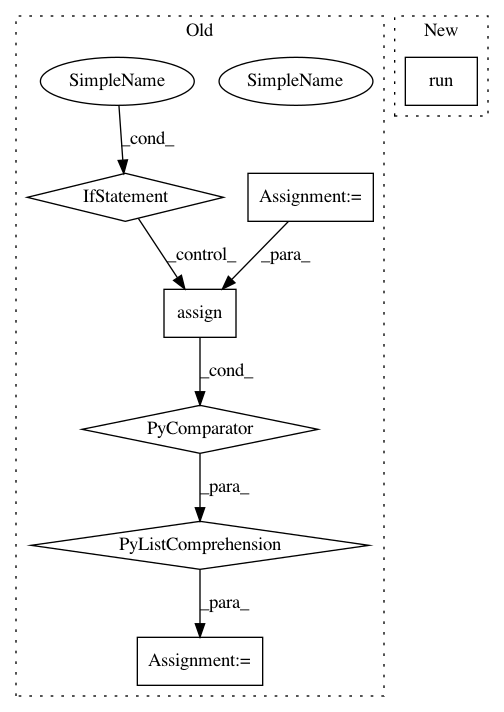 Old
New
SimpleName
SimpleName
run
_cond_
IfStatement
Assignment:=
_control_
_para_
assign
_cond_
PyComparator
_para_
PyListComprehension
_para_
Assignment:=